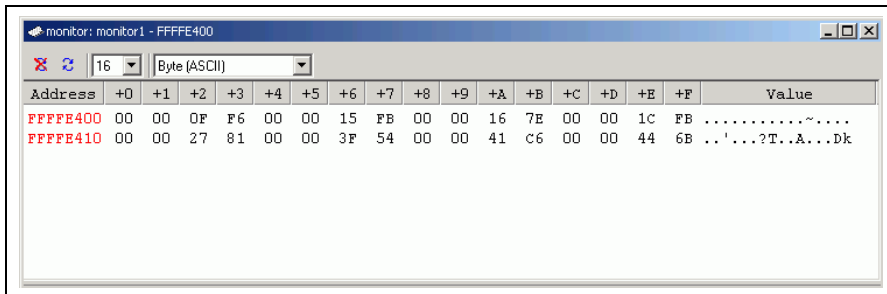 monitor: monitor1 - FFFFE400
16 Byte (ASCII)
Address +0 +1 +2 +3 +4 +5 +6 +7 +8 +9 +A +B +C +D +E +F Value
FFFFE400 00 00 0F F6 00 00 15 FB 00 00 16 7E 00 00 1C FB ...........~....
FFFFE410 00 00 27 81 00 00 3F 54 00 00 41 C6 00 00 44 6B ..'...?T..A...Dk